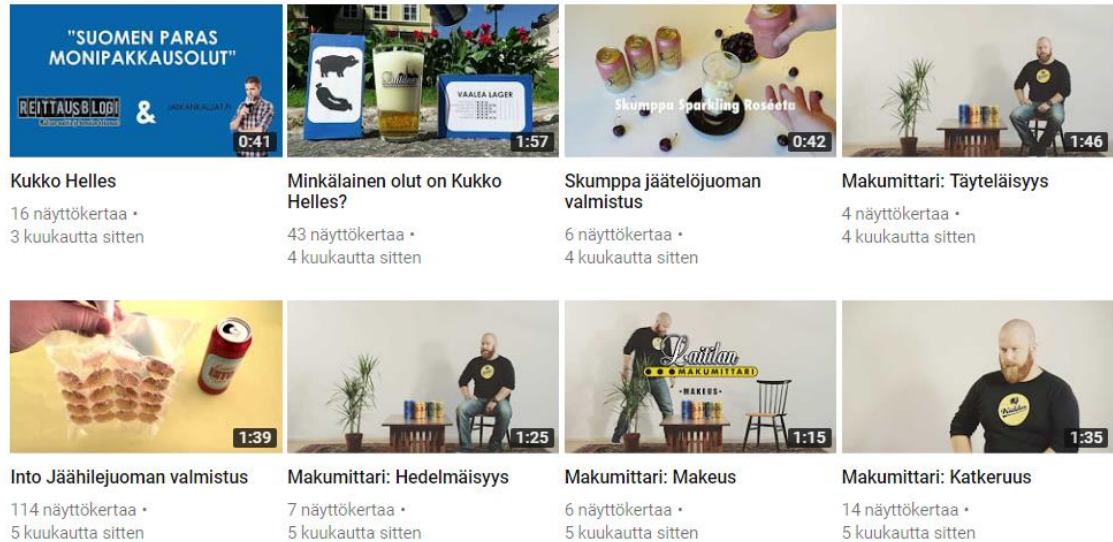 "SUOMEN PARAS
MONIPAKKAUSOLUT"
REITTAUSBLOGI
&
0:41
Laitilan
VAALEA LAGER
1:57
Skumppa Sparkling Roséeta
0:42
1:46
Kukko Helles
16 näyttökertaa •
3 kuukautta sitten
Minkälainen olut on Kukko
Helles?
43 näyttökertaa •
4 kuukautta sitten
Skumppa jäätelöjuoman
valmistus
6 näyttökertaa •
4 kuukautta sitten
Makumittari: Täyteläisyys
4 näyttökertaa •
4 kuukautta sitten
1:39
1:25
Laitilan
MAKUMITTARI
•MAKEUS•
1:15
1:35
Into Jäähilejuoman valmistus
114 näyttökertaa •
5 kuukautta sitten
Makumittari: Hedelmäisyys
7 näyttökertaa •
5 kuukautta sitten
Makumittari: Makeus
6 näyttökertaa •
5 kuukautta sitten
Makumittari: Katkeruus
14 näyttökertaa •
5 kuukautta sitten